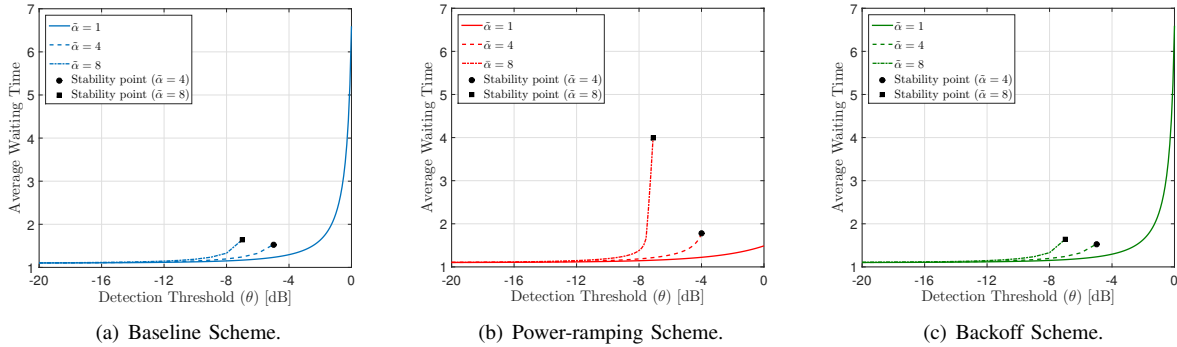 7
6
5
4
3
2
1
Average Waiting Time
α̃ = 1
α̃ = 4
α̃ = 8
Stability point (α̃ = 4)
Stability point (α̃ = 8)
-20 -16 -12 -8 -4 0
Detection Threshold (θ) [dB]
(a) Baseline Scheme.
7
6
5
4
3
2
1
Average Waiting Time
α̃ = 1
α̃ = 4
α̃ = 8
Stability point (α̃ = 4)
Stability point (α̃ = 8)
-20 -16 -12 -8 -4 0
Detection Threshold (θ) [dB]
(b) Power-ramping Scheme.
7
6
5
4
3
2
1
Average Waiting Time
α̃ = 1
α̃ = 4
α̃ = 8
Stability point (α̃ = 4)
Stability point (α̃ = 8)
-20 -16 -12 -8 -4 0
Detection Threshold (θ) [dB]
(c) Backoff Scheme.